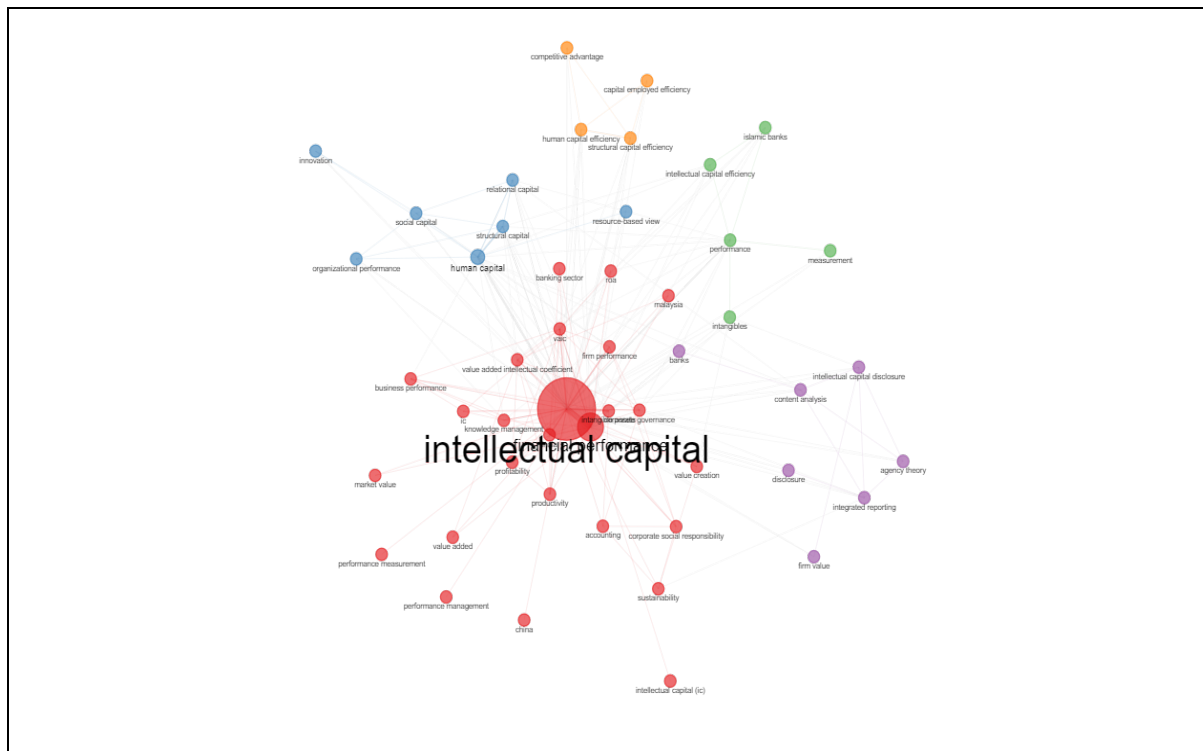 competitive advantage
capital employed efficiency
islamic banks
human capital efficiency
structural capital efficiency
innovation
intellectual capital efficiency
relational capital
social capital
resource-based view
structural capital
performance
measurement
organizational performance
human capital
banking sector
roa
malaysia
intangibles
vaic
firm performance
banks
value added intellectual coefficient
intellectual capital disclosure
business performance
content analysis
ic
corporate governance
knowledge management
financial performance
intellectual capital
profitability
value creation
agency theory
market value
disclosure
productivity
integrated reporting
accounting
corporate social responsibility
value added
performance measurement
firm value
performance management
sustainability
china
intellectual capital (ic)